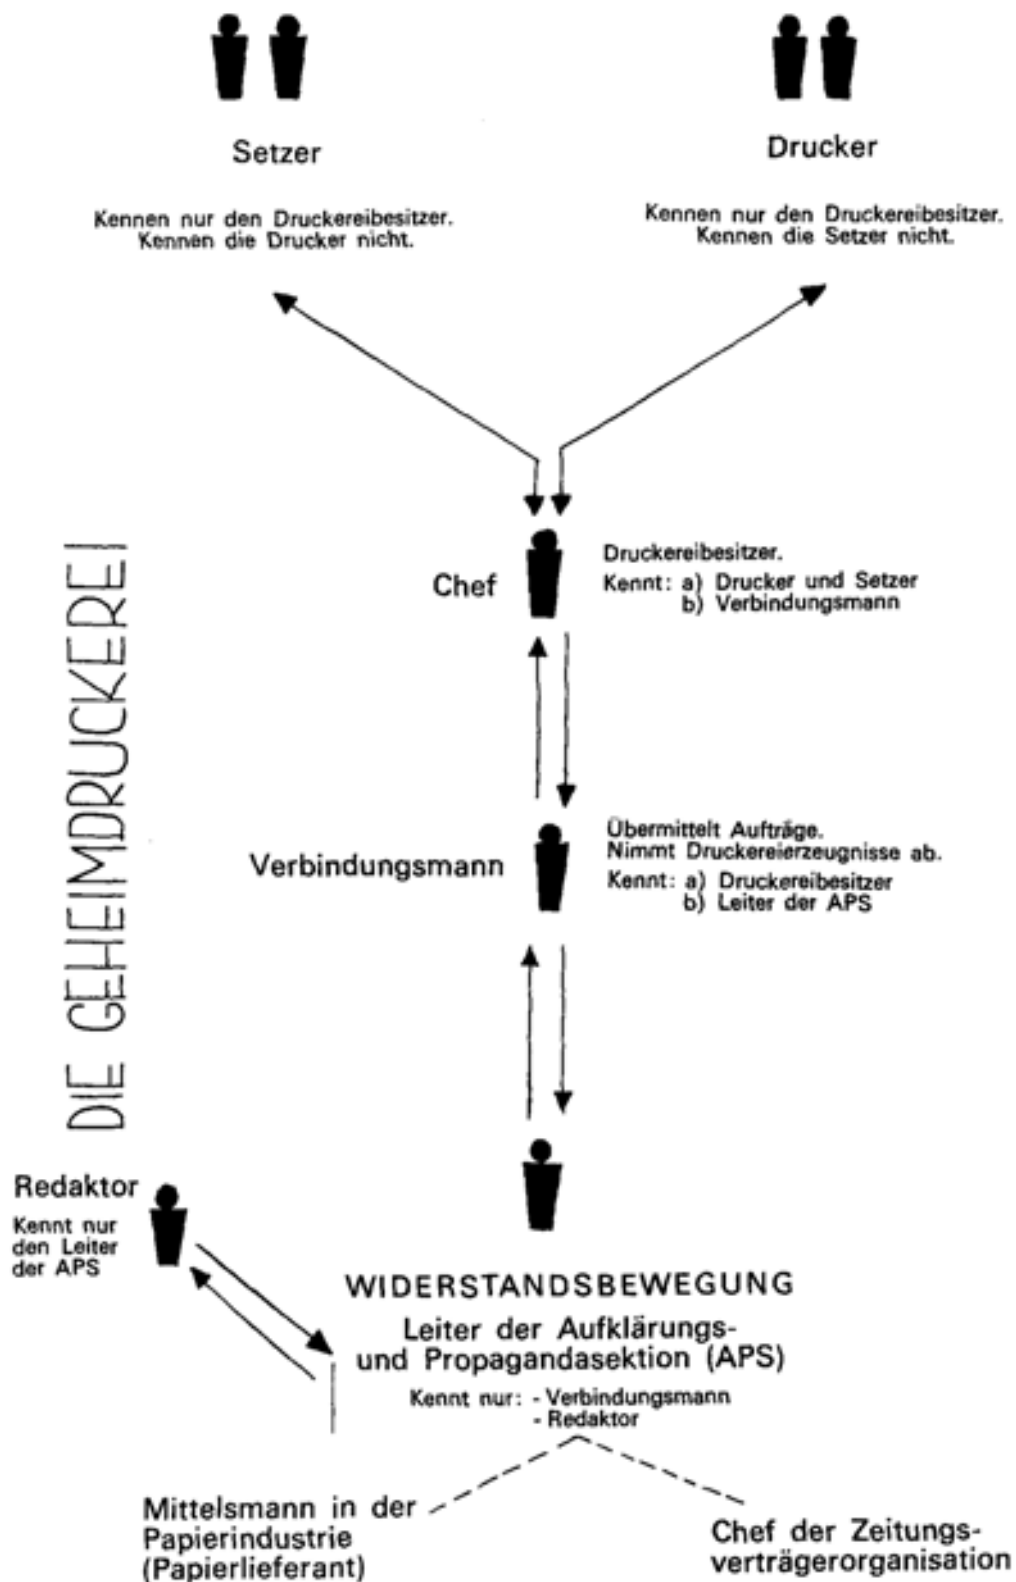 Setzer
Kennen nur den Druckereibesitzer.
Kennen die Drucker nicht.
Drucker
Kennen nur den Druckereibesitzer.
Kennen die Setzer nicht.
DIE GEHEIMDRUCKEREI
Chef
Druckereibesitzer.
Kennt: a) Drucker und Setzer
b) Verbindungsmann
Verbindungsmann
Übermittelt Aufträge.
Nimmt Druckereierzeugnisse ab.
Kennt: a) Druckereibesitzer
b) Leiter der APS
Redaktor
Kennt nur
den Leiter
der APS
WIDERSTANDSBEWEGUNG
Leiter der Aufklärungs-
und Propagandasektion (APS)
Kennt nur: - Verbindungsmann
- Redaktor
Mittelsmann in der
Papierindustrie
(Papierlieferant)
Chef der Zeitungs-
verträgerorganisation